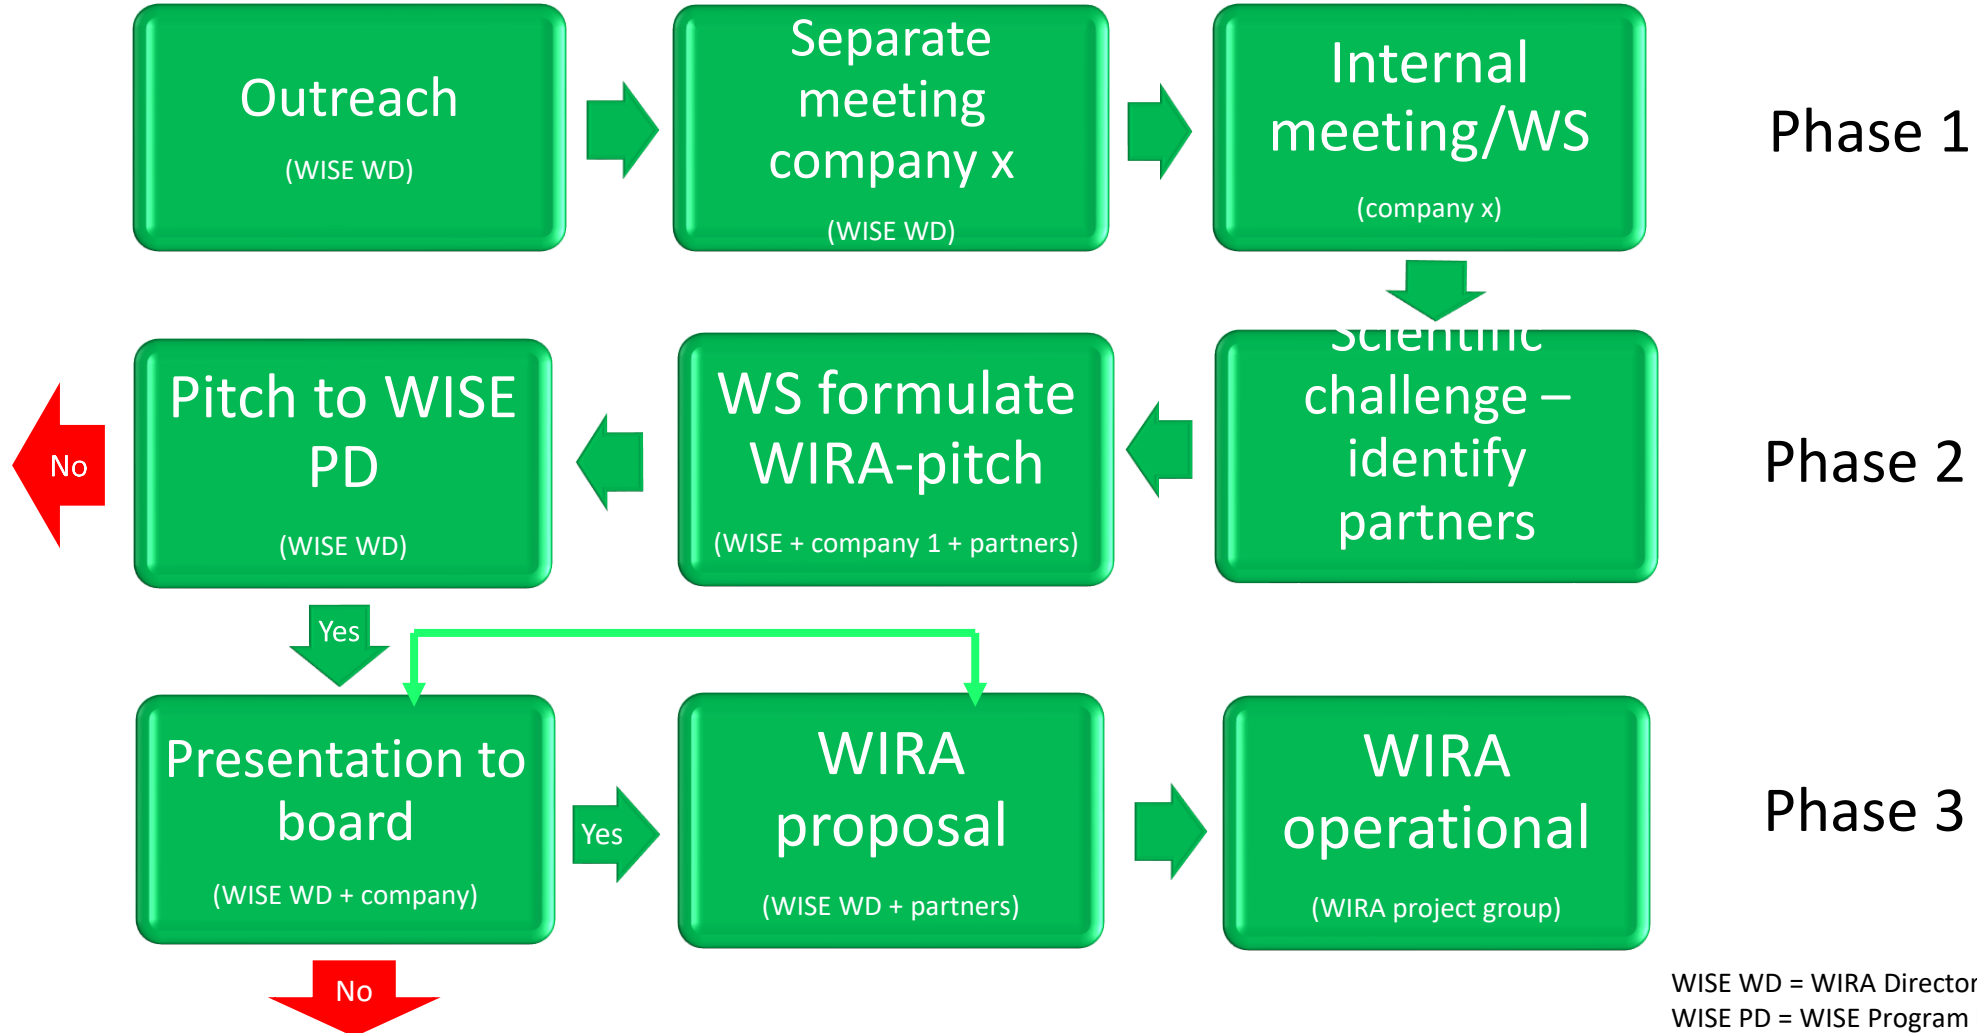 Outreach
(WISE WD)
Separate
meeting
company x
(WISE WD)
Internal
meeting/WS
(company x)
Phase 1
No
Pitch to WISE
PD
(WISE WD)
WS formulate
WIRA-pitch
(WISE + company 1 + partners)
Scientific
challenge –
identify
partners
Phase 2
Yes
Presentation to
board
(WISE WD + company)
Yes
WIRA
proposal
(WISE WD + partners)
WIRA
operational
(WIRA project group)
Phase 3
No
WISE WD = WIRA Director
WISE PD = WISE Program